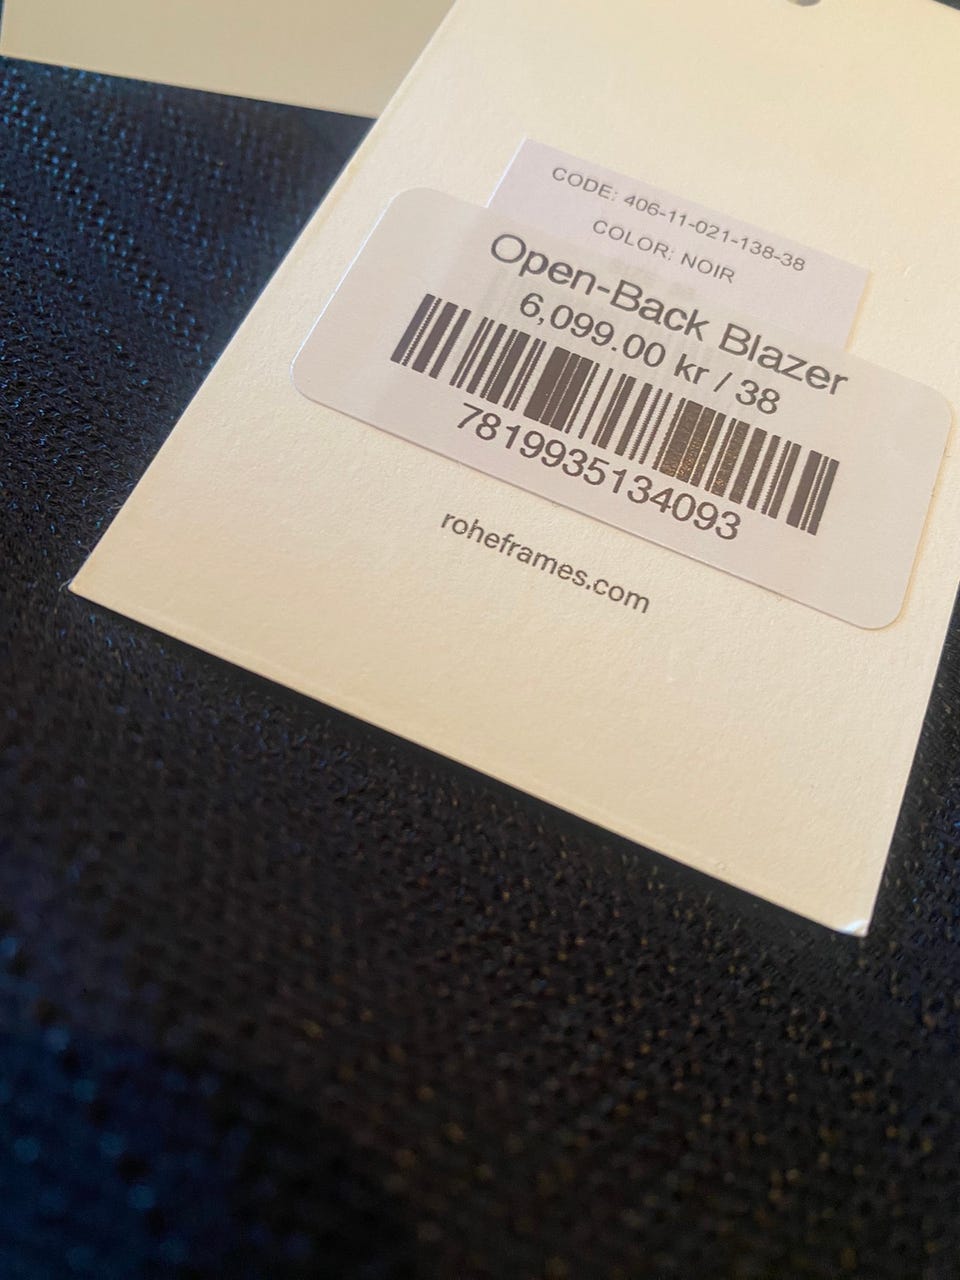 CODE: 406-11-021-138-38
COLOR: NOIR
Open-Back Blazer
6,099.00 kr / 38
7819935134093
roheframes.com